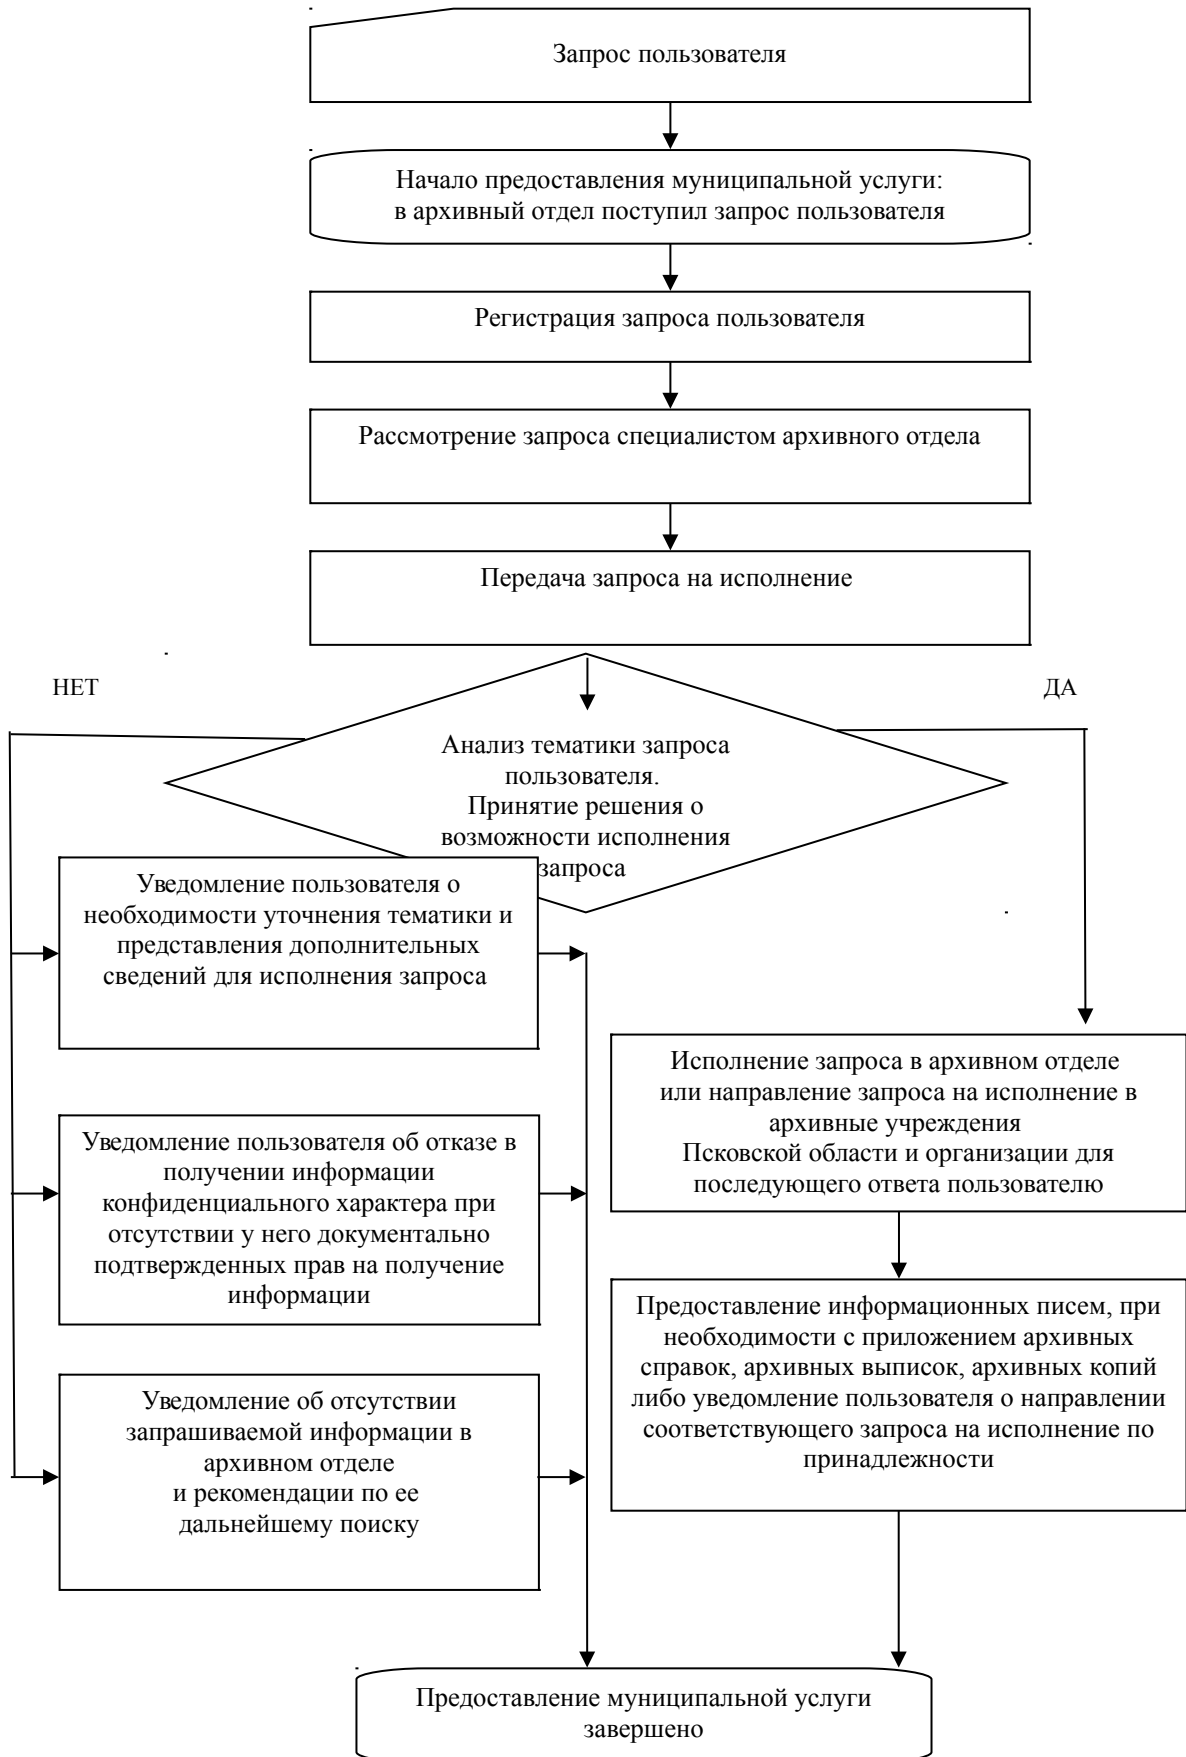 Запрос пользователя
Начало предоставления муниципальной услуги:
в архивный отдел поступил запрос пользователя
Регистрация запроса пользователя
Рассмотрение запроса специалистом архивного отдела
Передача запроса на исполнение
НЕТ
ДА
Анализ тематики запроса
пользователя.
Принятие решения о
возможности исполнения
запроса
Уведомление пользователя о
необходимости уточнения тематики и
представления дополнительных
сведений для исполнения запроса
Исполнение запроса в архивном отделе
или направление запроса на исполнение в
архивные учреждения
Псковской области и организации для
последующего ответа пользователю
Уведомление пользователя об отказе в
получении информации
конфиденциального характера при
отсутствии у него документально
подтвержденных прав на получение
информации
Предоставление информационных писем, при
необходимости с приложением архивных
справок, архивных выписок, архивных копий
либо уведомление пользователя о направлении
соответствующего запроса на исполнение по
принадлежности
Уведомление об отсутствии
запрашиваемой информации в
архивном отделе
и рекомендации по ее
дальнейшему поиску
Предоставление муниципальной услуги
завершено